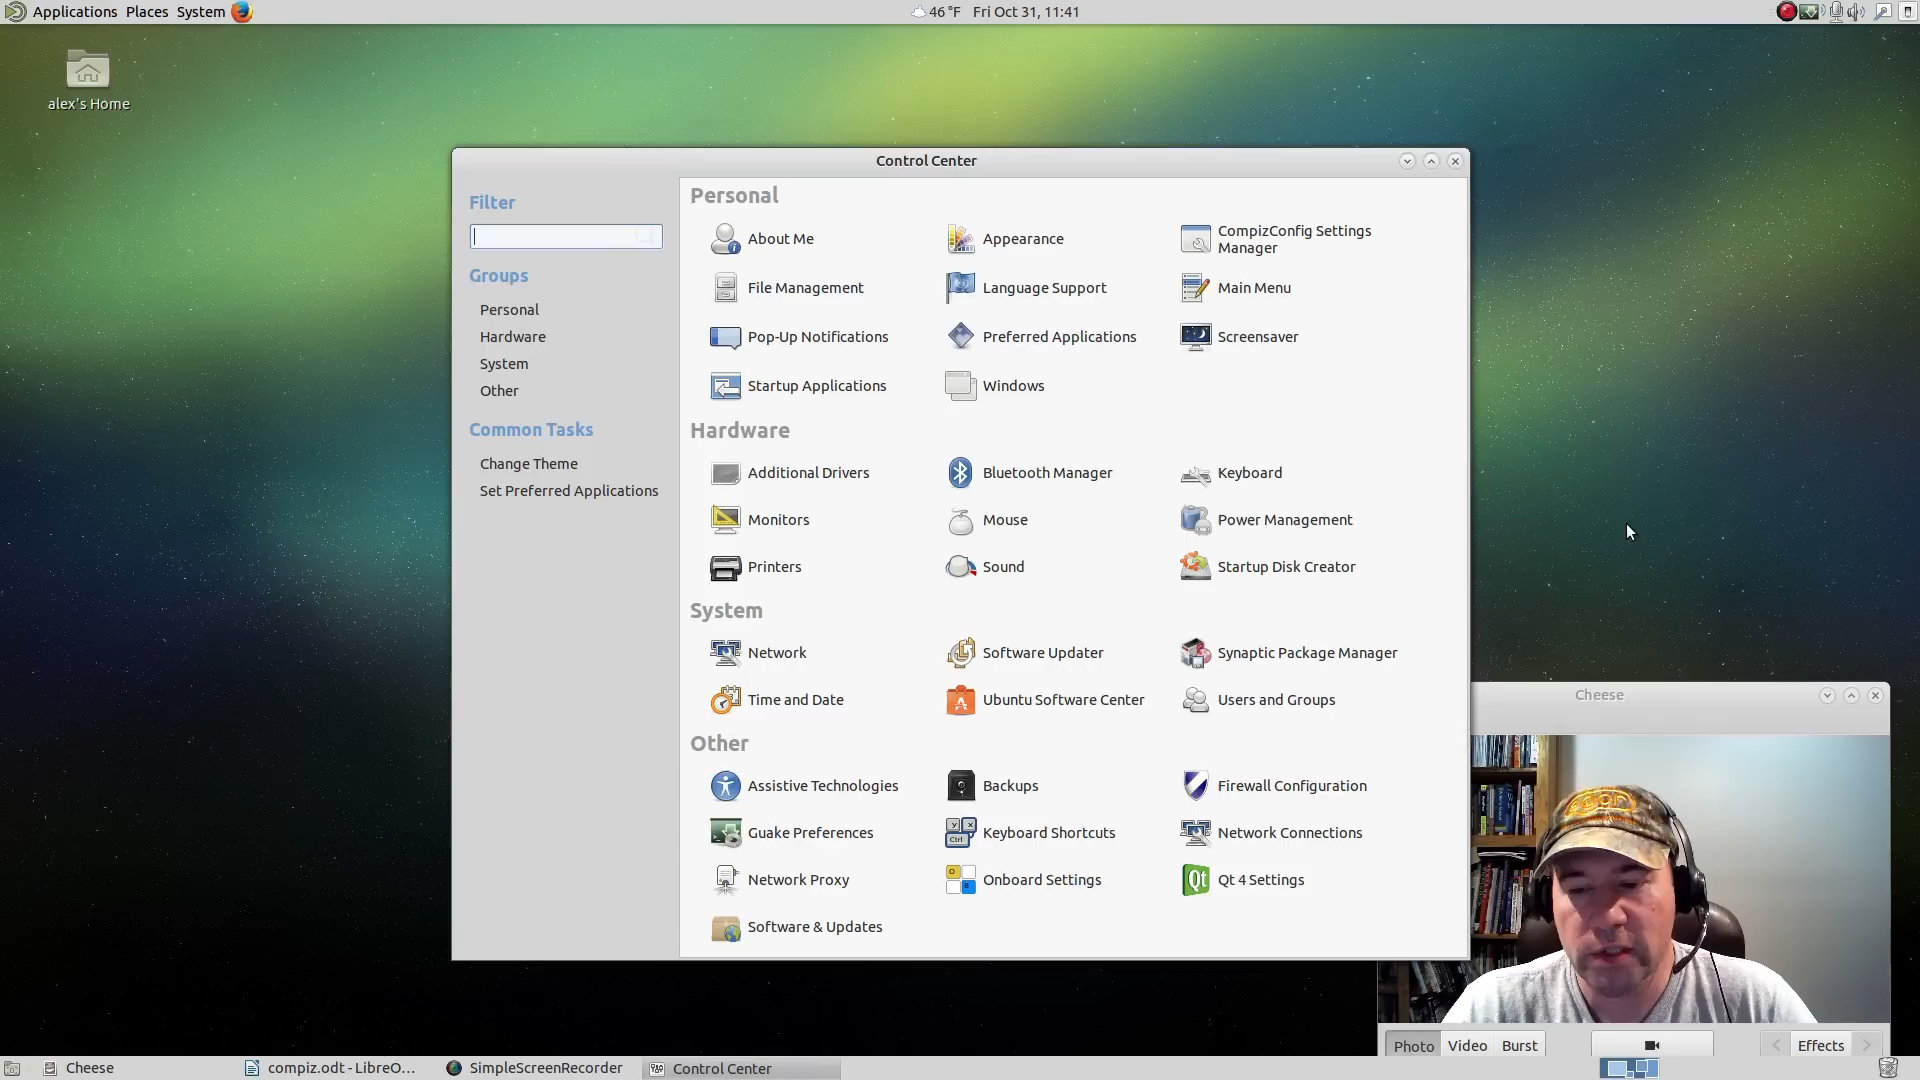 Applications Places System 46 °F Fri Oct 31, 11:41
alex's Home
Control Center
Filter
Groups
Personal
Hardware
System
Other
Common Tasks
Change Theme
Set Preferred Applications
Personal
About Me Appearance CompizConfig Settings
Manager
File Management Language Support Main Menu
Pop-Up Notifications Preferred Applications Screensaver
Startup Applications Windows
Hardware
Additional Drivers Bluetooth Manager Keyboard
Monitors Mouse Power Management
Printers Sound Startup Disk Creator
System
Network Software Updater Synaptic Package Manager
Time and Date Ubuntu Software Center Users and Groups
Other
Assistive Technologies Backups Firewall Configuration
Guake Preferences Keyboard Shortcuts Network Connections
Network Proxy Onboard Settings Qt 4 Settings
Software & Updates
Cheese
Photo Video Burst Effects
Cheese compiz.odt - LibreO... SimpleScreenRecorder Control Center